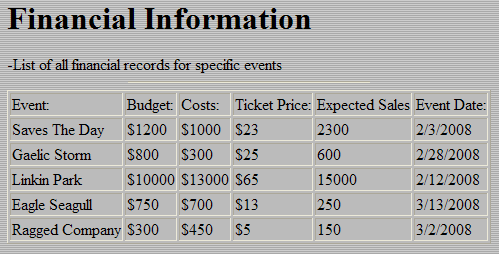 Financial Information
-List of all financial records for specific events
Event: Budget: Costs: Ticket Price: Expected Sales Event Date:
Saves The Day $1200 $1000 $23 2300 2/3/2008
Gaelic Storm $800 $300 $25 600 2/28/2008
Linkin Park $10000 $13000 $65 15000 2/12/2008
Eagle Seagull $750 $700 $13 250 3/13/2008
Ragged Company $300 $450 $5 150 3/2/2008